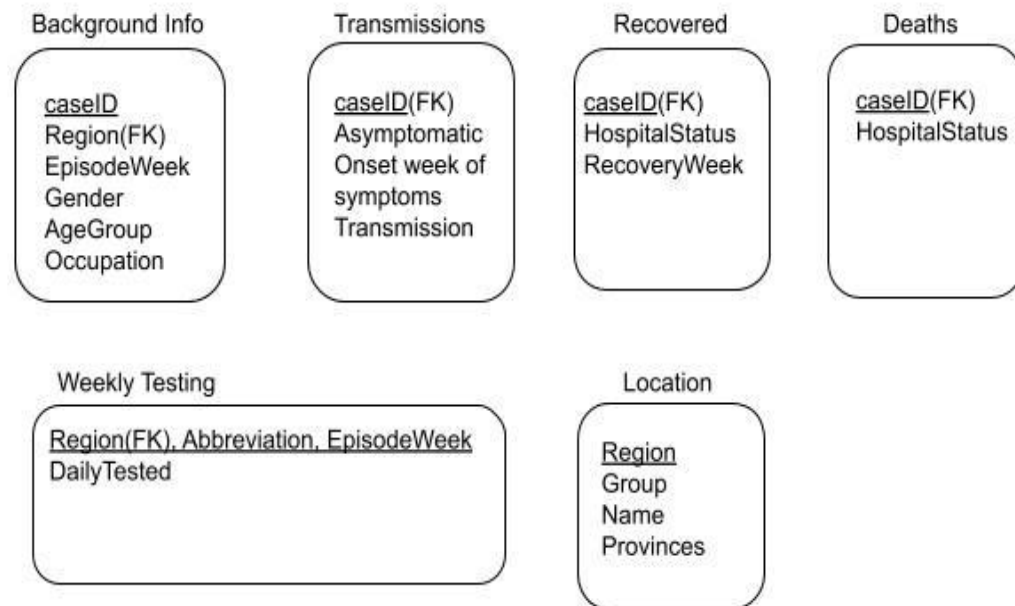 Background Info
caseID
Region(FK)
EpisodeWeek
Gender
AgeGroup
Occupation
Transmissions
caseID(FK)
Asymptomatic
Onset week of
symptoms
Transmission
Recovered
caseID(FK)
HospitalStatus
RecoveryWeek
Deaths
caseID(FK)
HospitalStatus
Weekly Testing
Region(FK), Abbreviation, EpisodeWeek
DailyTested
Location
Region
Group
Name
Provinces